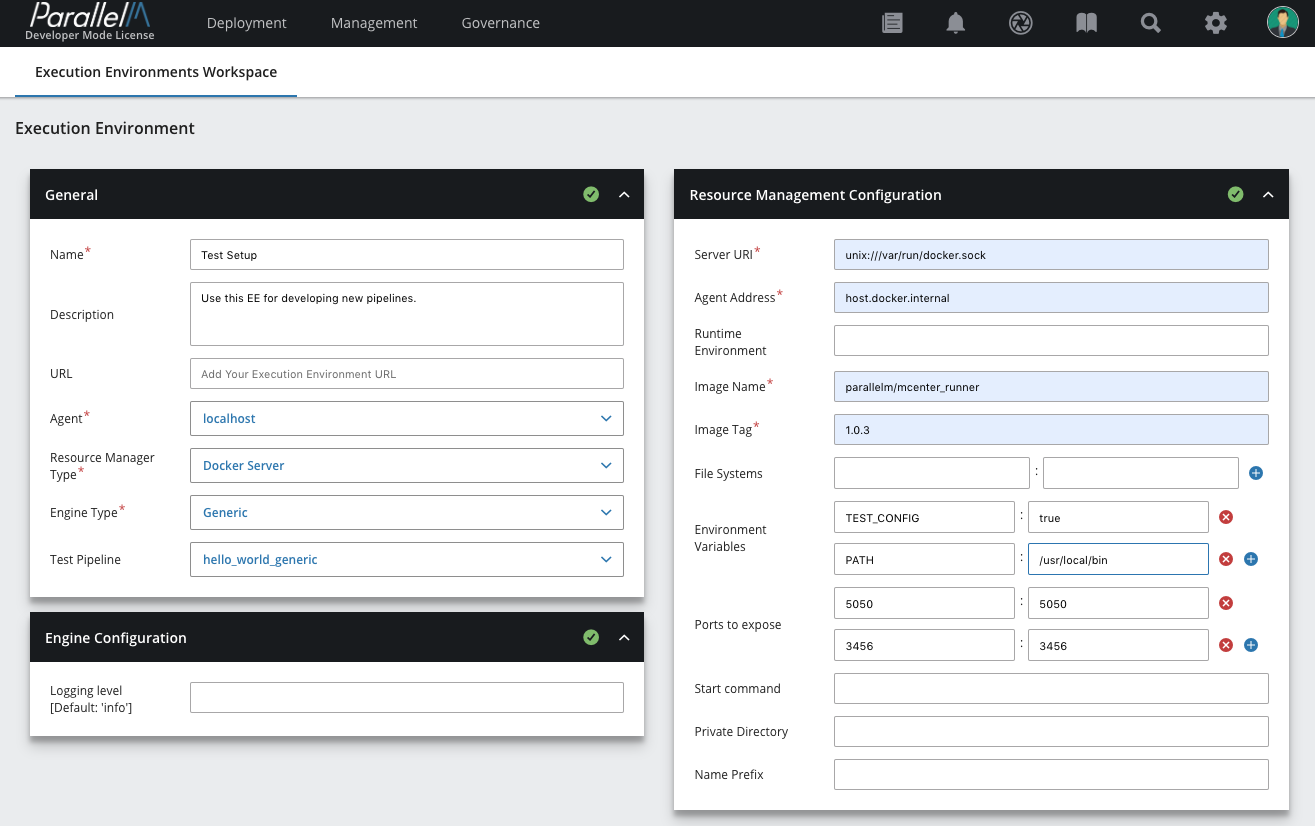 ParallelM
Developer Mode License
Deployment
Management
Governance
Execution Environments Workspace
Execution Environment
General
Name*
Test Setup
Description
Use this EE for developing new pipelines.
URL
Add Your Execution Environment URL
Agent*
localhost
Resource Manager
Type*
Docker Server
Engine Type*
Generic
Test Pipeline
hello_world_generic
Engine Configuration
Logging level
[Default: 'info']
Resource Management Configuration
Server URI*
unix:///var/run/docker.sock
Agent Address*
host.docker.internal
Runtime
Environment
Image Name*
parallelm/mcenter_runner
Image Tag*
1.0.3
File Systems
:
Environment
Variables
TEST_CONFIG : true
PATH : /usr/local/bin
Ports to expose
5050 : 5050
3456 : 3456
Start command
Private Directory
Name Prefix